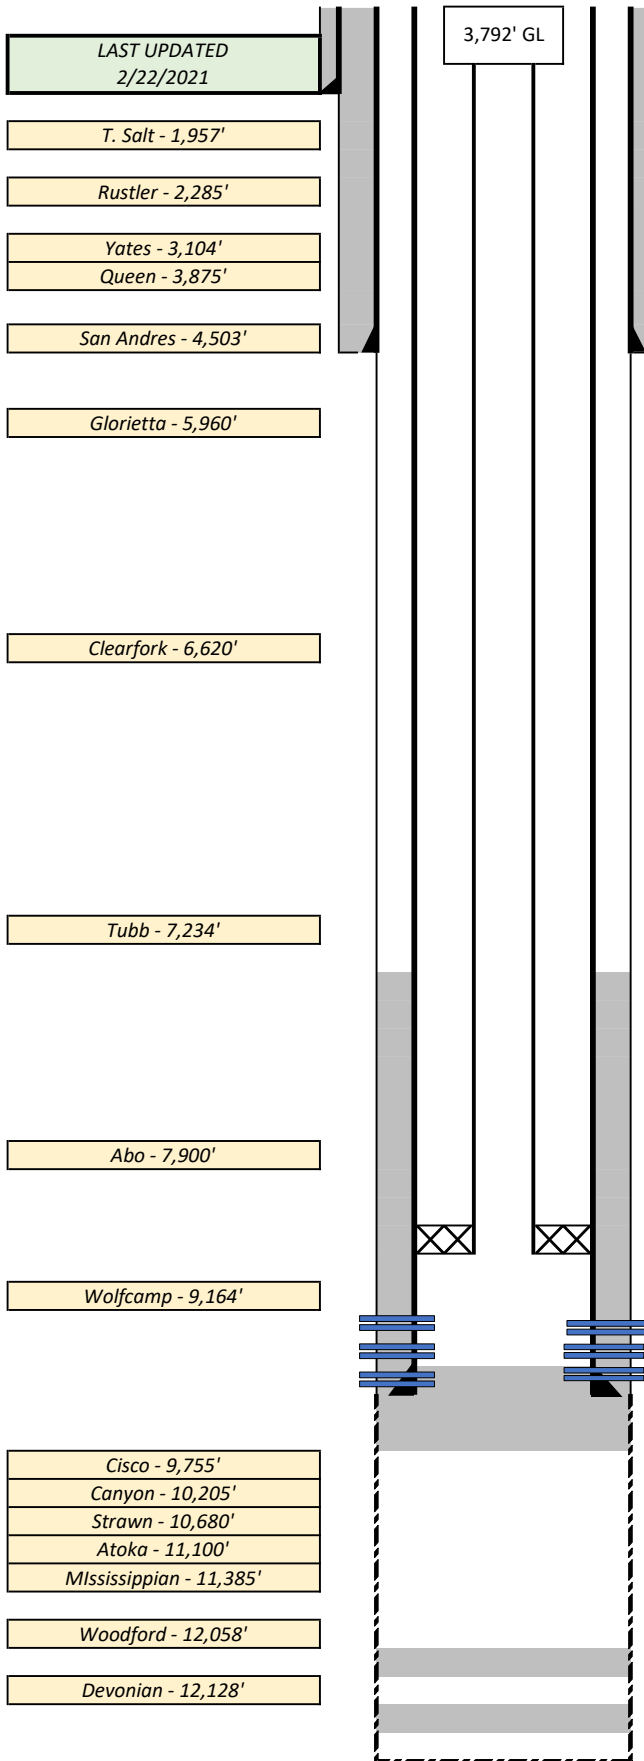 3,792' GL
LAST UPDATED
2/22/2021
T. Salt - 1,957'
Rustler - 2,285'
Yates - 3,104'
Queen - 3,875'
San Andres - 4,503'
Glorietta - 5,960'
Clearfork - 6,620'
Tubb - 7,234'
Abo - 7,900'
Wolfcamp - 9,164'
Cisco - 9,755'
Canyon - 10,205'
Strawn - 10,680'
Atoka - 11,100'
MIssissippian - 11,385'
Woodford - 12,058'
Devonian - 12,128'